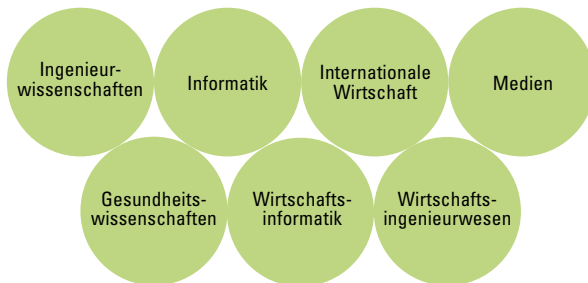 Ingenieur-
wissenschaften
Informatik
Internationale
Wirtschaft
Medien
Gesundheits-
wissenschaften
Wirtschafts-
informatik
Wirtschafts-
ingenieurwesen